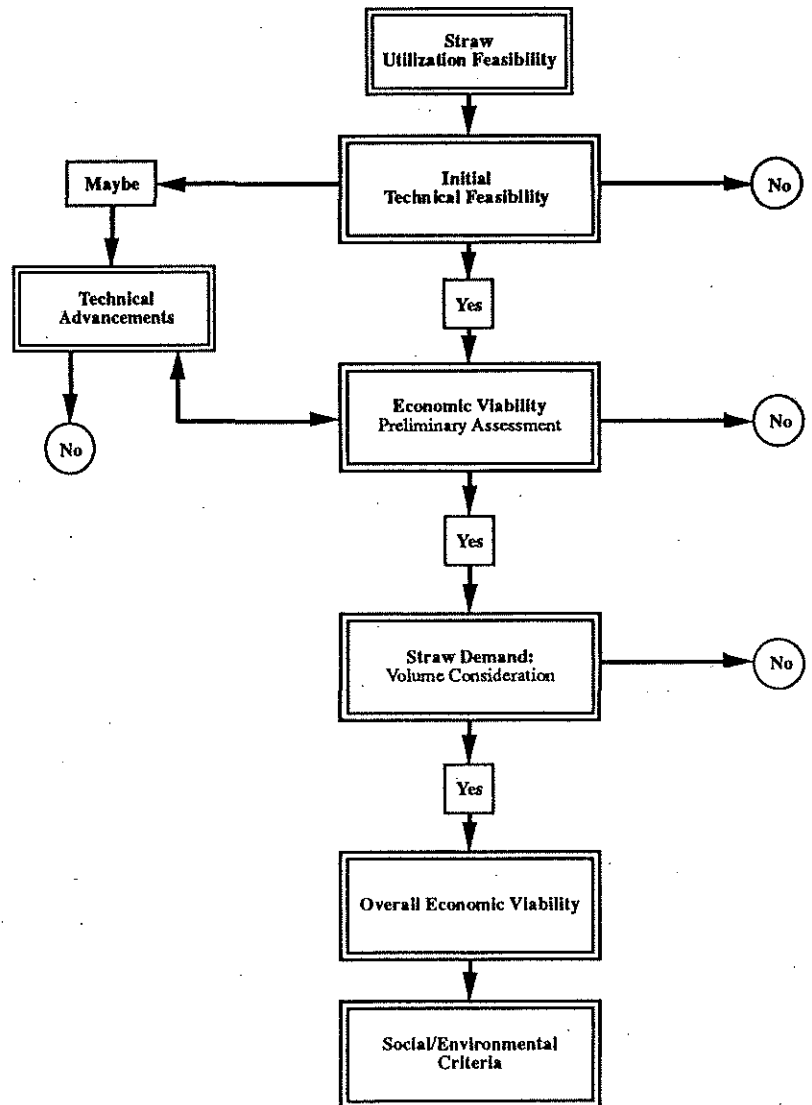 Straw
Utilization Feasibility
Maybe
Initial
Technical Feasibility
No
Technical
Advancements
Yes
No
Economic Viability
Preliminary Assessment
No
Yes
Straw Demand:
Volume Consideration
No
Yes
Overall Economic Viability
Social/Environmental
Criteria